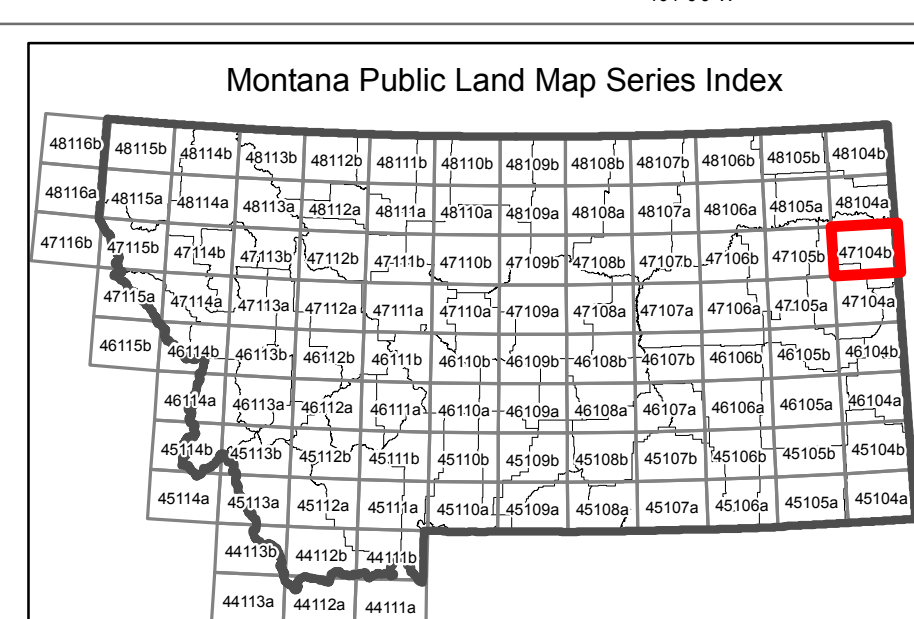 Montana Public Land Map Series Index
48116b 48115b 48114b 48113b 48112b 48111b 48110b 48109b 48108b 48107b 48106b 48105b 48104b
48116a 48115a 48114a 48113a 48112a 48111a 48110a 48109a 48108a 48107a 48106a 48105a 48104a
47116b 47115b 47114b 47113b 47112b 47111b 47110b 47109b 47108b 47107b 47106b 47105b 47104b
47115a 47114a 47113a 47112a 47111a 47110a 47109a 47108a 47107a 47106a 47105a 47104a
46115b 46114b 46113b 46112b 46111b 46110b 46109b 46108b 46107b 46106b 46105b 46104b
46114a 46113a 46112a 46111a 46110a 46109a 46108a 46107a 46106a 46105a 46104a
45114b 45113b 45112b 45111b 45110b 45109b 45108b 45107b 45106b 45105b 45104b
45114a 45113a 45112a 45111a 45110a 45109a 45108a 45107a 45106a 45105a 45104a
44113b 44112b 44111b
44113a 44112a 44111a